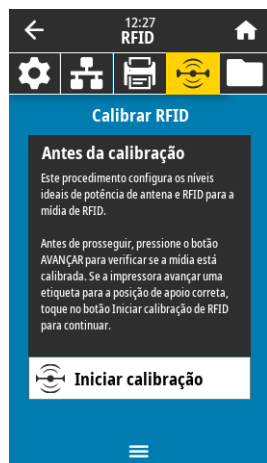 12:27
RFID
Calibrar RFID
Antes da calibração
Este procedimento configura os níveis
ideais de potência de antena e RFID para a
mídia de RFID.
Antes de prosseguir, pressione o botão
AVANÇAR para verificar se a mídia está
calibrada. Se a impressora avançar uma
etiqueta para a posição de apoio correta,
toque no botão Iniciar calibração de RFID
para continuar.
Iniciar calibração